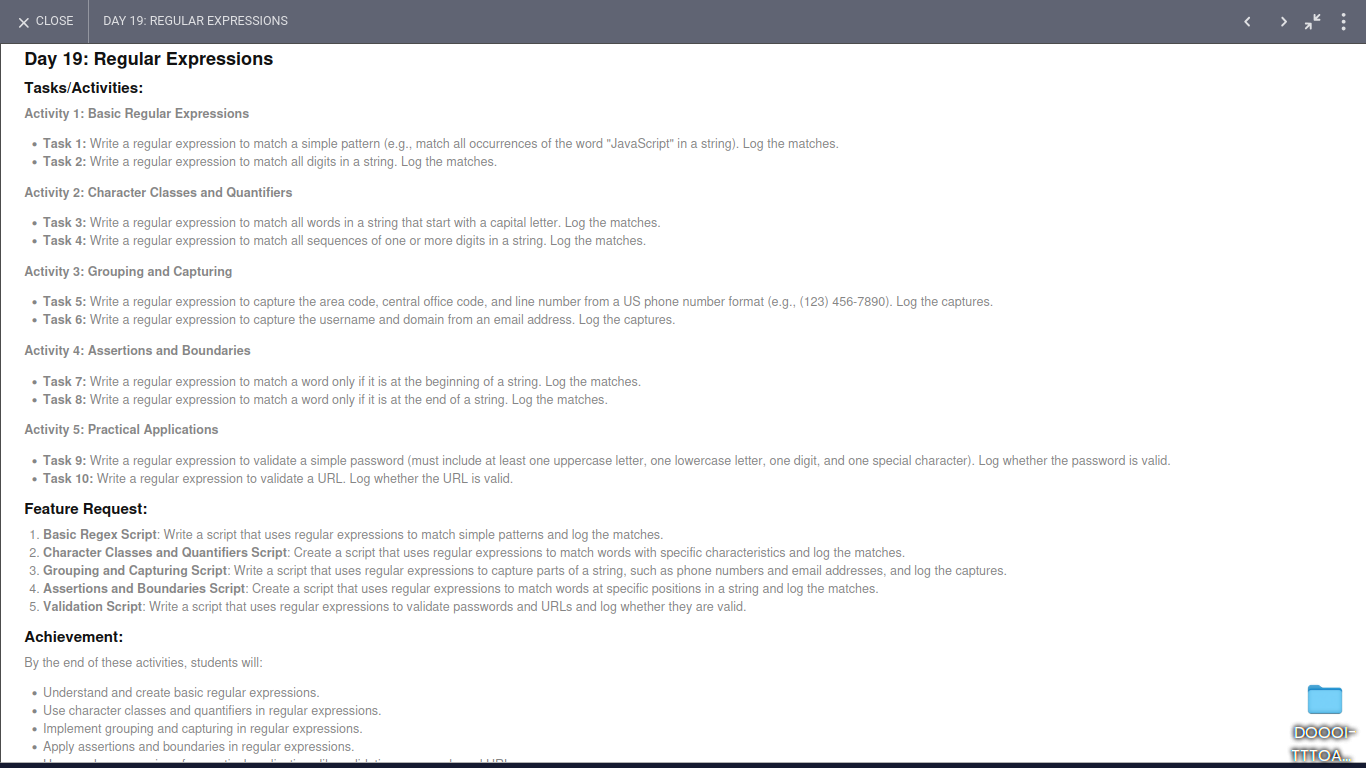 CLOSE
DAY 19: REGULAR EXPRESSIONS
Day 19: Regular Expressions
Tasks/Activities:
Activity 1: Basic Regular Expressions
• Task 1: Write a regular expression to match a simple pattern (e.g., match all occurrences of the word "JavaScript" in a string). Log the matches.
• Task 2: Write a regular expression to match all digits in a string. Log the matches.
Activity 2: Character Classes and Quantifiers
• Task 3: Write a regular expression to match all words in a string that start with a capital letter. Log the matches.
• Task 4: Write a regular expression to match all sequences of one or more digits in a string. Log the matches.
Activity 3: Grouping and Capturing
• Task 5: Write a regular expression to capture the area code, central office code, and line number from a US phone number format (e.g., (123) 456-7890). Log the captures.
• Task 6: Write a regular expression to capture the username and domain from an email address. Log the captures.
Activity 4: Assertions and Boundaries
• Task 7: Write a regular expression to match a word only if it is at the beginning of a string. Log the matches.
• Task 8: Write a regular expression to match a word only if it is at the end of a string. Log the matches.
Activity 5: Practical Applications
• Task 9: Write a regular expression to validate a simple password (must include at least one uppercase letter, one lowercase letter, one digit, and one special character). Log whether the password is valid.
• Task 10: Write a regular expression to validate a URL. Log whether the URL is valid.
Feature Request:
1. Basic Regex Script: Write a script that uses regular expressions to match simple patterns and log the matches.
2. Character Classes and Quantifiers Script: Create a script that uses regular expressions to match words with specific characteristics and log the matches.
3. Grouping and Capturing Script: Write a script that uses regular expressions to capture parts of a string, such as phone numbers and email addresses, and log the captures.
4. Assertions and Boundaries Script: Create a script that uses regular expressions to match words at specific positions in a string and log the matches.
5. Validation Script: Write a script that uses regular expressions to validate passwords and URLs and log whether they are valid.
Achievement:
By the end of these activities, students will:
• Understand and create basic regular expressions.
• Use character classes and quantifiers in regular expressions.
• Implement grouping and capturing in regular expressions.
• Apply assertions and boundaries in regular expressions.
DOOOI-
TTTOA...